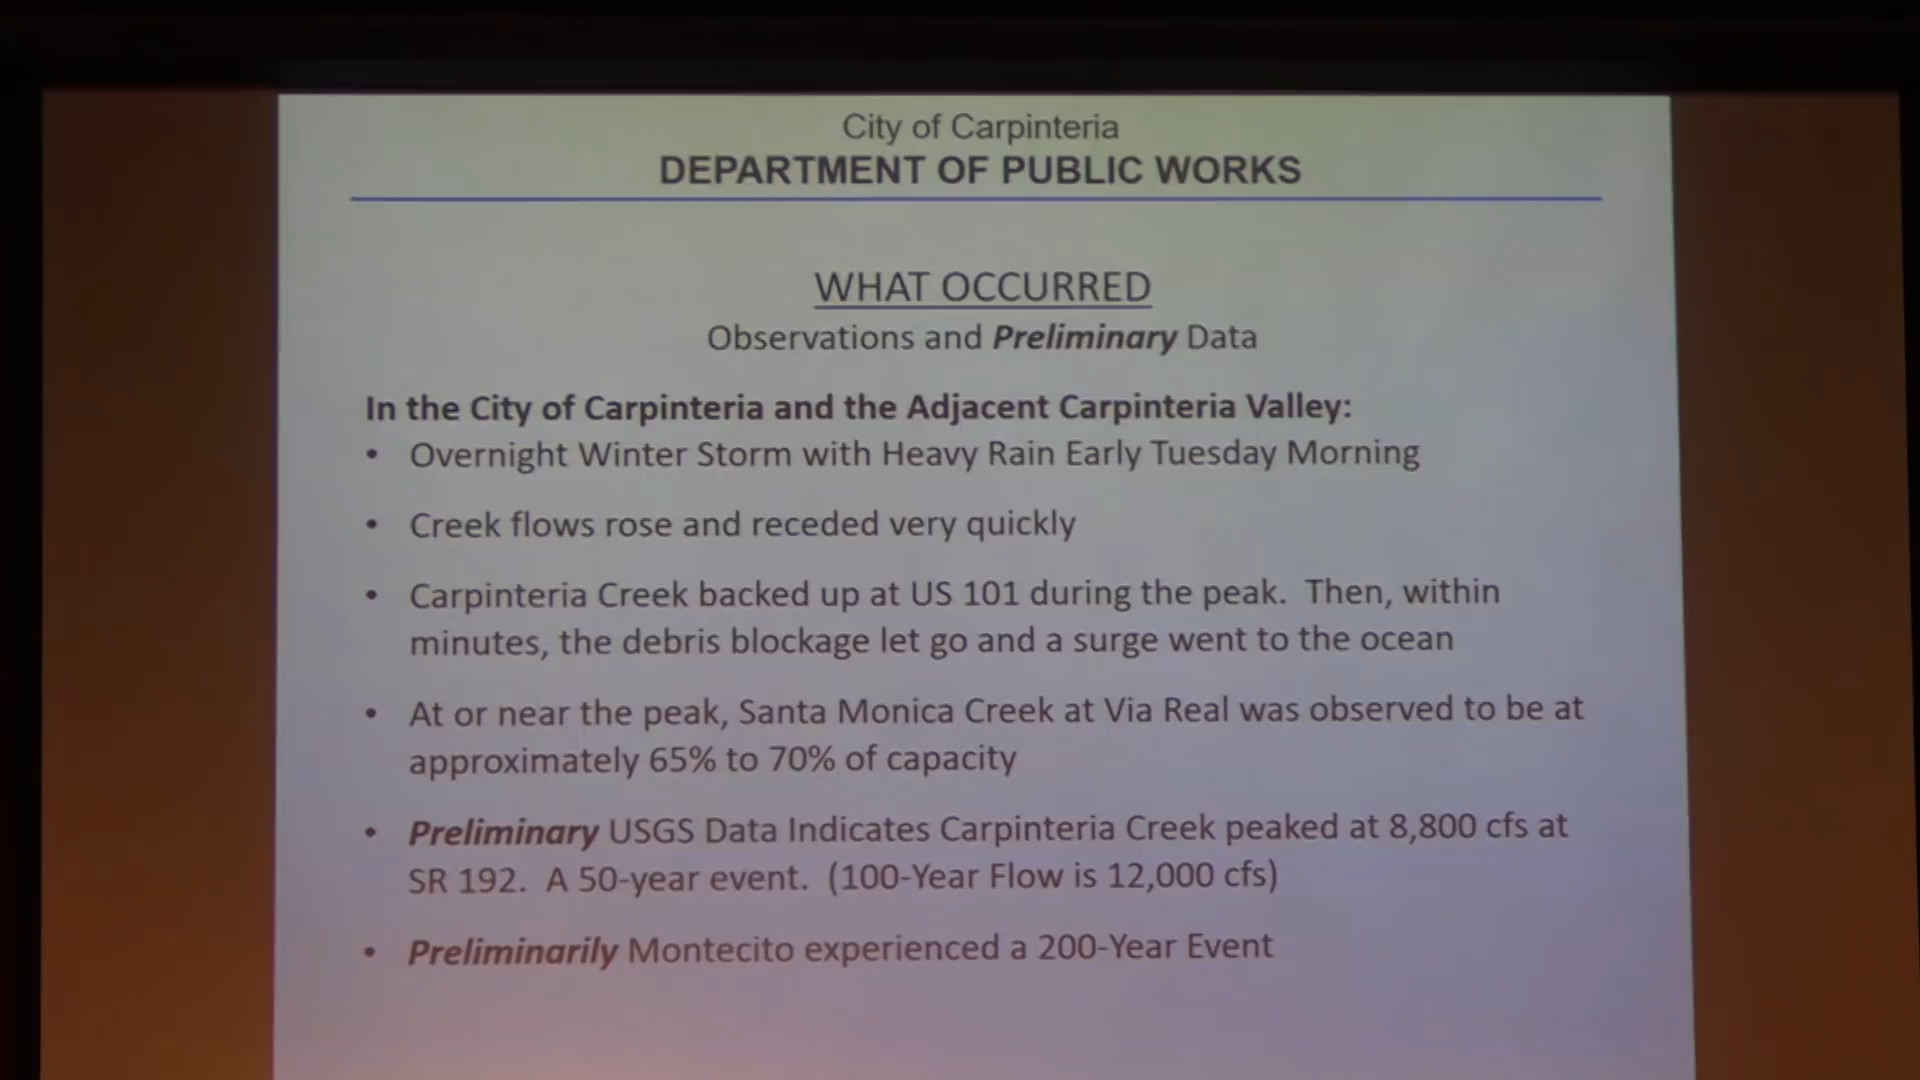 City of Carpinteria
DEPARTMENT OF PUBLIC WORKS
WHAT OCCURRED
Observations and Preliminary Data
In the City of Carpinteria and the Adjacent Carpinteria Valley:
• Overnight Winter Storm with Heavy Rain Early Tuesday Morning
• Creek flows rose and receded very quickly
• Carpinteria Creek backed up at US 101 during the peak. Then, within
minutes, the debris blockage let go and a surge went to the ocean
• At or near the peak, Santa Monica Creek at Via Real was observed to be at
approximately 65% to 70% of capacity
• Preliminary USGS Data Indicates Carpinteria Creek peaked at 8,800 cfs at
SR 192. A 50-year event. (100-Year Flow is 12,000 cfs)
• Preliminarily Montecito experienced a 200-Year Event